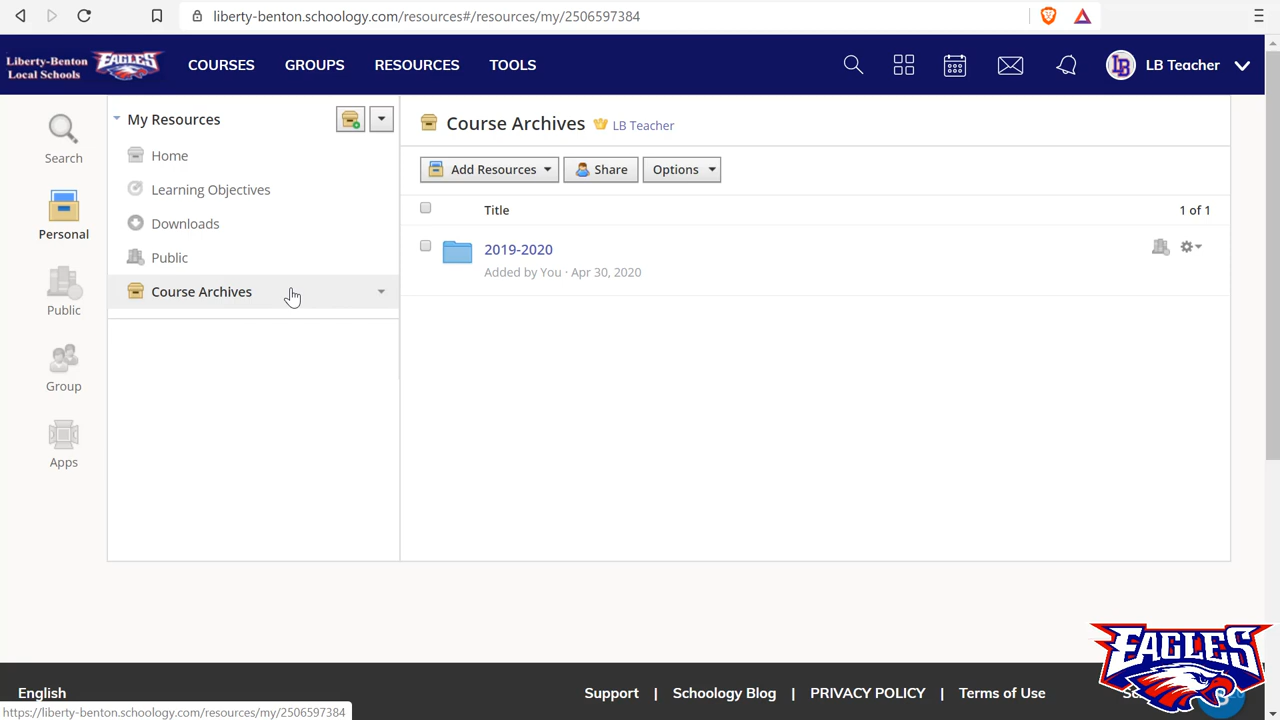 liberty-benton.schoology.com/resources#/resources/my/2506597384
Liberty-Benton
Local Schools
EAGLES
COURSES
GROUPS
RESOURCES
TOOLS
LB
LB Teacher
Search
Personal
Public
Group
Apps
My Resources
Home
Learning Objectives
Downloads
Public
Course Archives
Course Archives LB Teacher
Add Resources
Share
Options
Title
1 of 1
2019-2020
Added by You · Apr 30, 2020
EAGLES
English
Support | Schoology Blog | PRIVACY POLICY | Terms of Use
https://liberty-benton.schoology.com/resources/my/2506597384